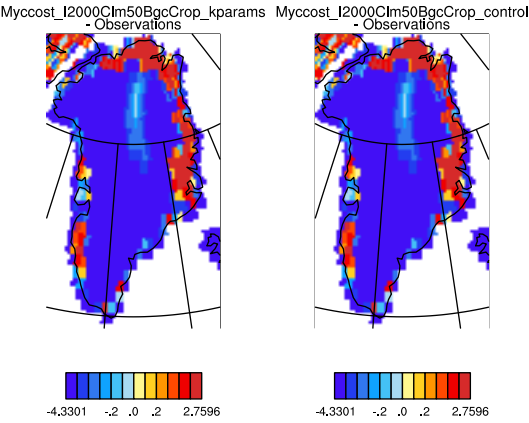 Myccost_I2000Clm50BgcCrop_kparams
- Observations
Myccost_I2000Clm50BgcCrop_control
- Observations
-4.3301 -.2 .0 .2 2.7596
-4.3301 -.2 .0 .2 2.7596